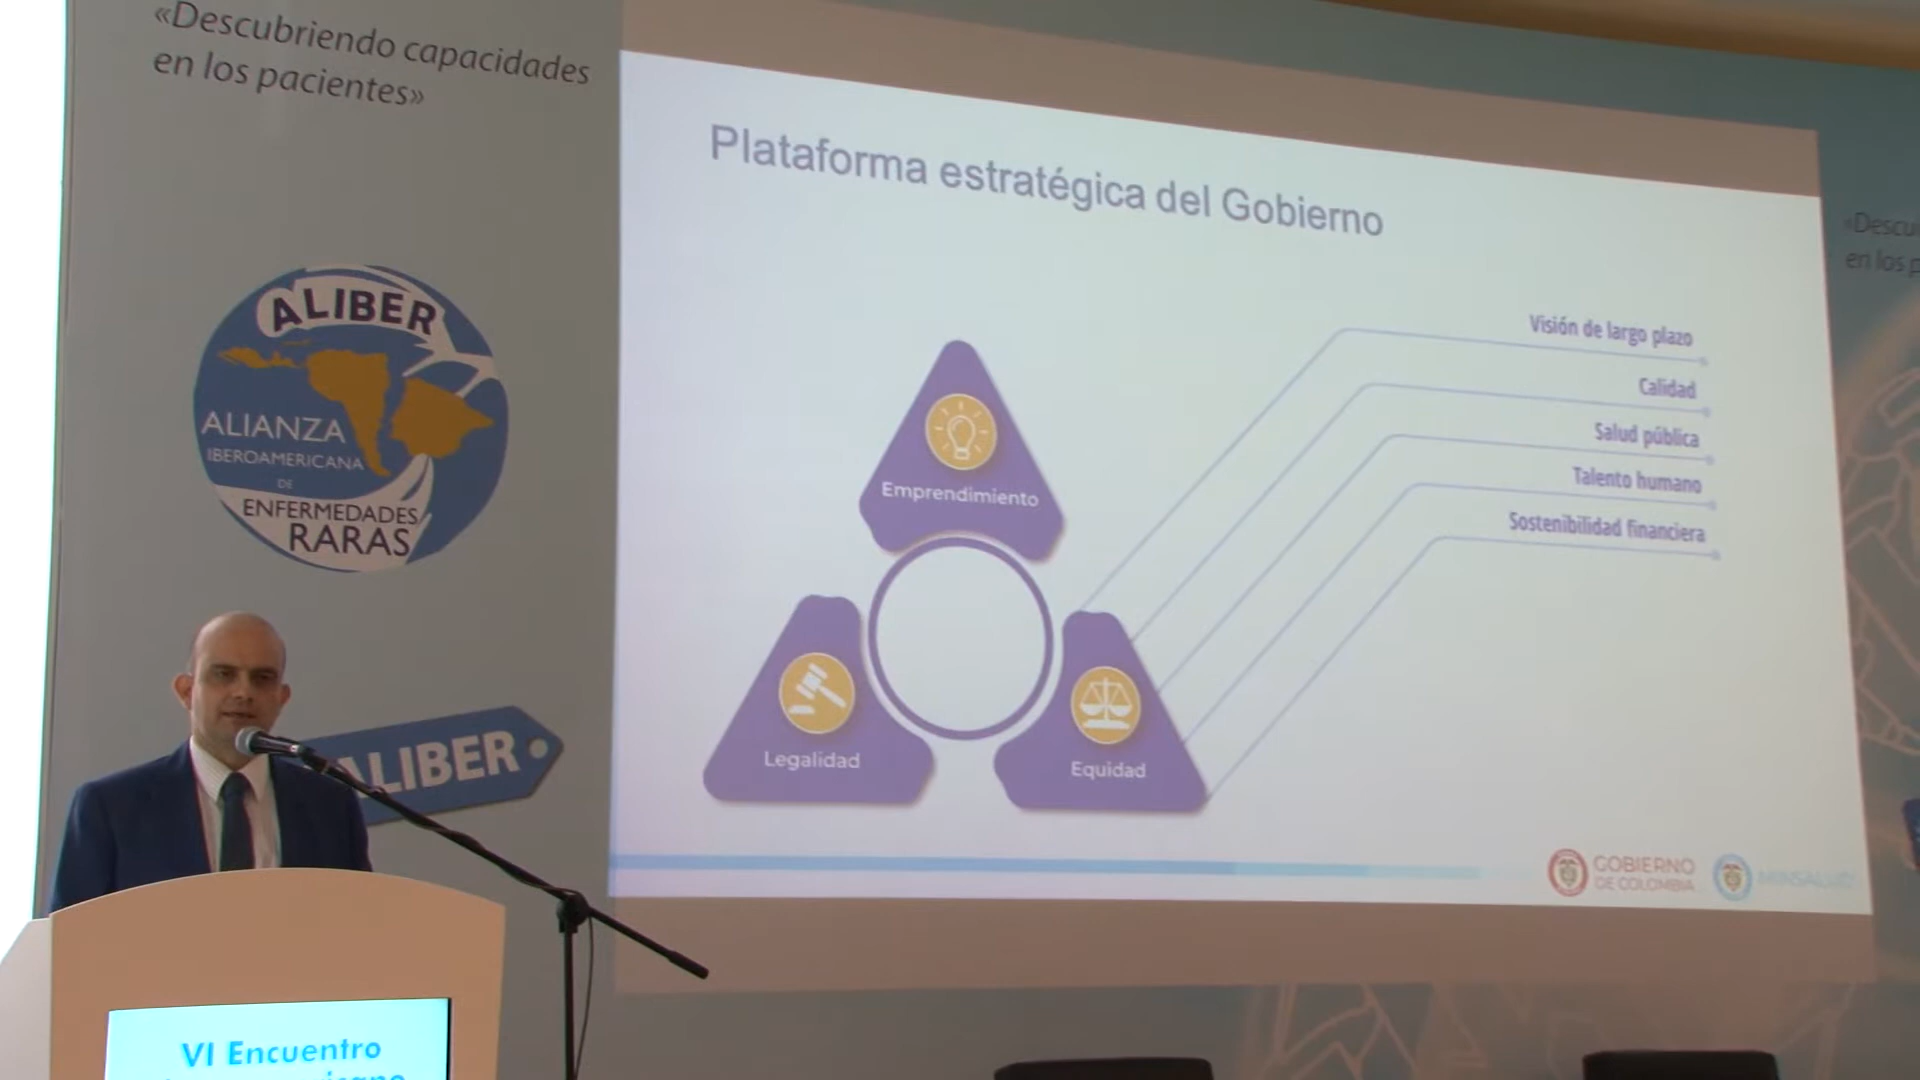 «Descubriendo capacidades
en los pacientes»
ALIBER
ALIANZA
IBEROAMERICANA
DE
ENFERMEDADES
RARAS
ALIBER
VI Encuentro
Plataforma estratégica del Gobierno
Emprendimiento
Legalidad
Equidad
Visión de largo plazo
Calidad
Salud pública
Talento humano
Sostenibilidad financiera
GOBIERNO
DE COLOMBIA
MINSALUD
«Descu
en los p